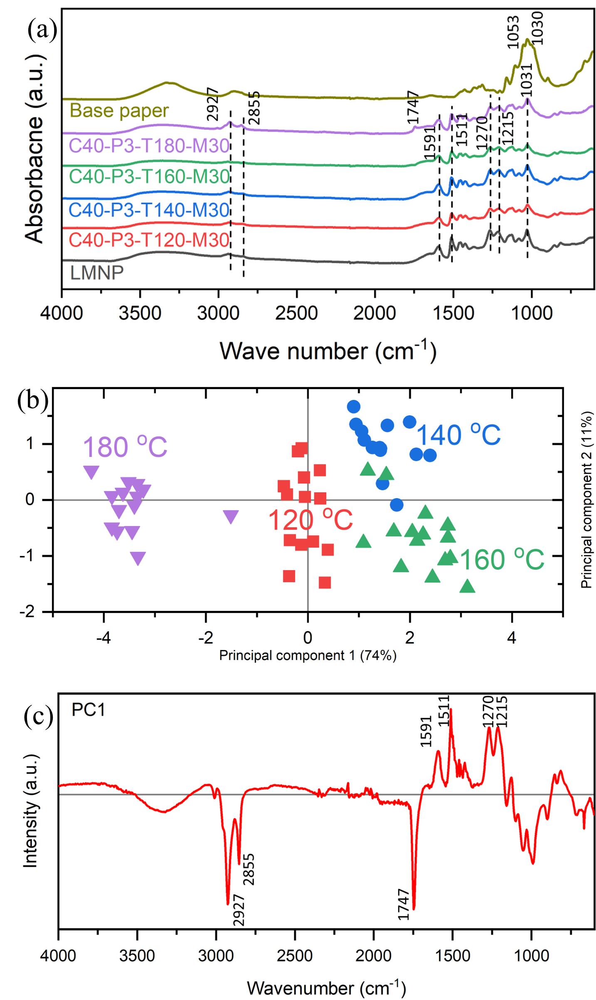 (a)
Absorbacne (a.u.)
1053
1030
1031
2927
2855
1747
1591
1511
1270
1215
Base paper
C40-P3-T180-M30
C40-P3-T160-M30
C40-P3-T140-M30
C40-P3-T120-M30
LMNP
4000 3500 3000 2500 2000 1500 1000
Wave number (cm-1)
(b)
180 oC
140 oC
120 oC
160 oC
1
0
-1
-2
-4 -2 0 2 4
Principal component 1 (74%)
Principal component 2 (11%)
(c)
PC1
Intensity (a.u.)
1591
1511
1270
1215
2855
2927
1747
4000 3500 3000 2500 2000 1500 1000
Wavenumber (cm-1)